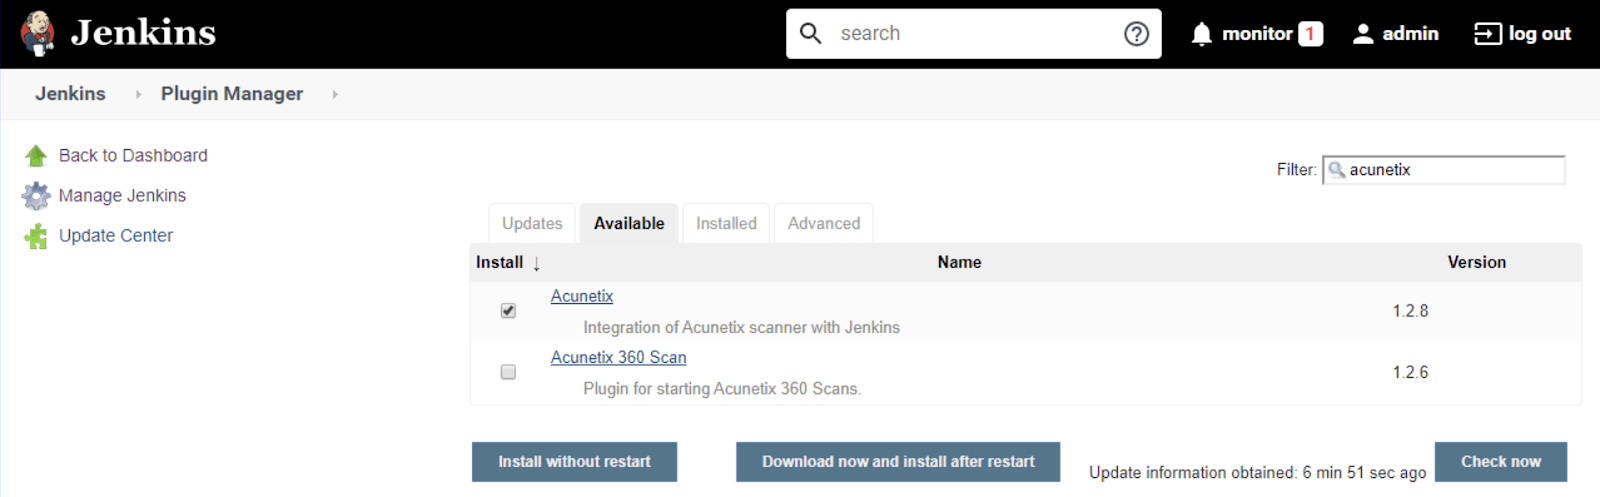 Jenkins search monitor 1 admin log out
Jenkins Plugin Manager
Back to Dashboard
Manage Jenkins
Update Center
Filter: acunetix
Updates Available Installed Advanced
Install ↓ Name Version
Acunetix
Integration of Acunetix scanner with Jenkins
1.2.8
Acunetix 360 Scan
Plugin for starting Acunetix 360 Scans.
1.2.6
Install without restart Download now and install after restart Update information obtained: 6 min 51 sec ago Check now